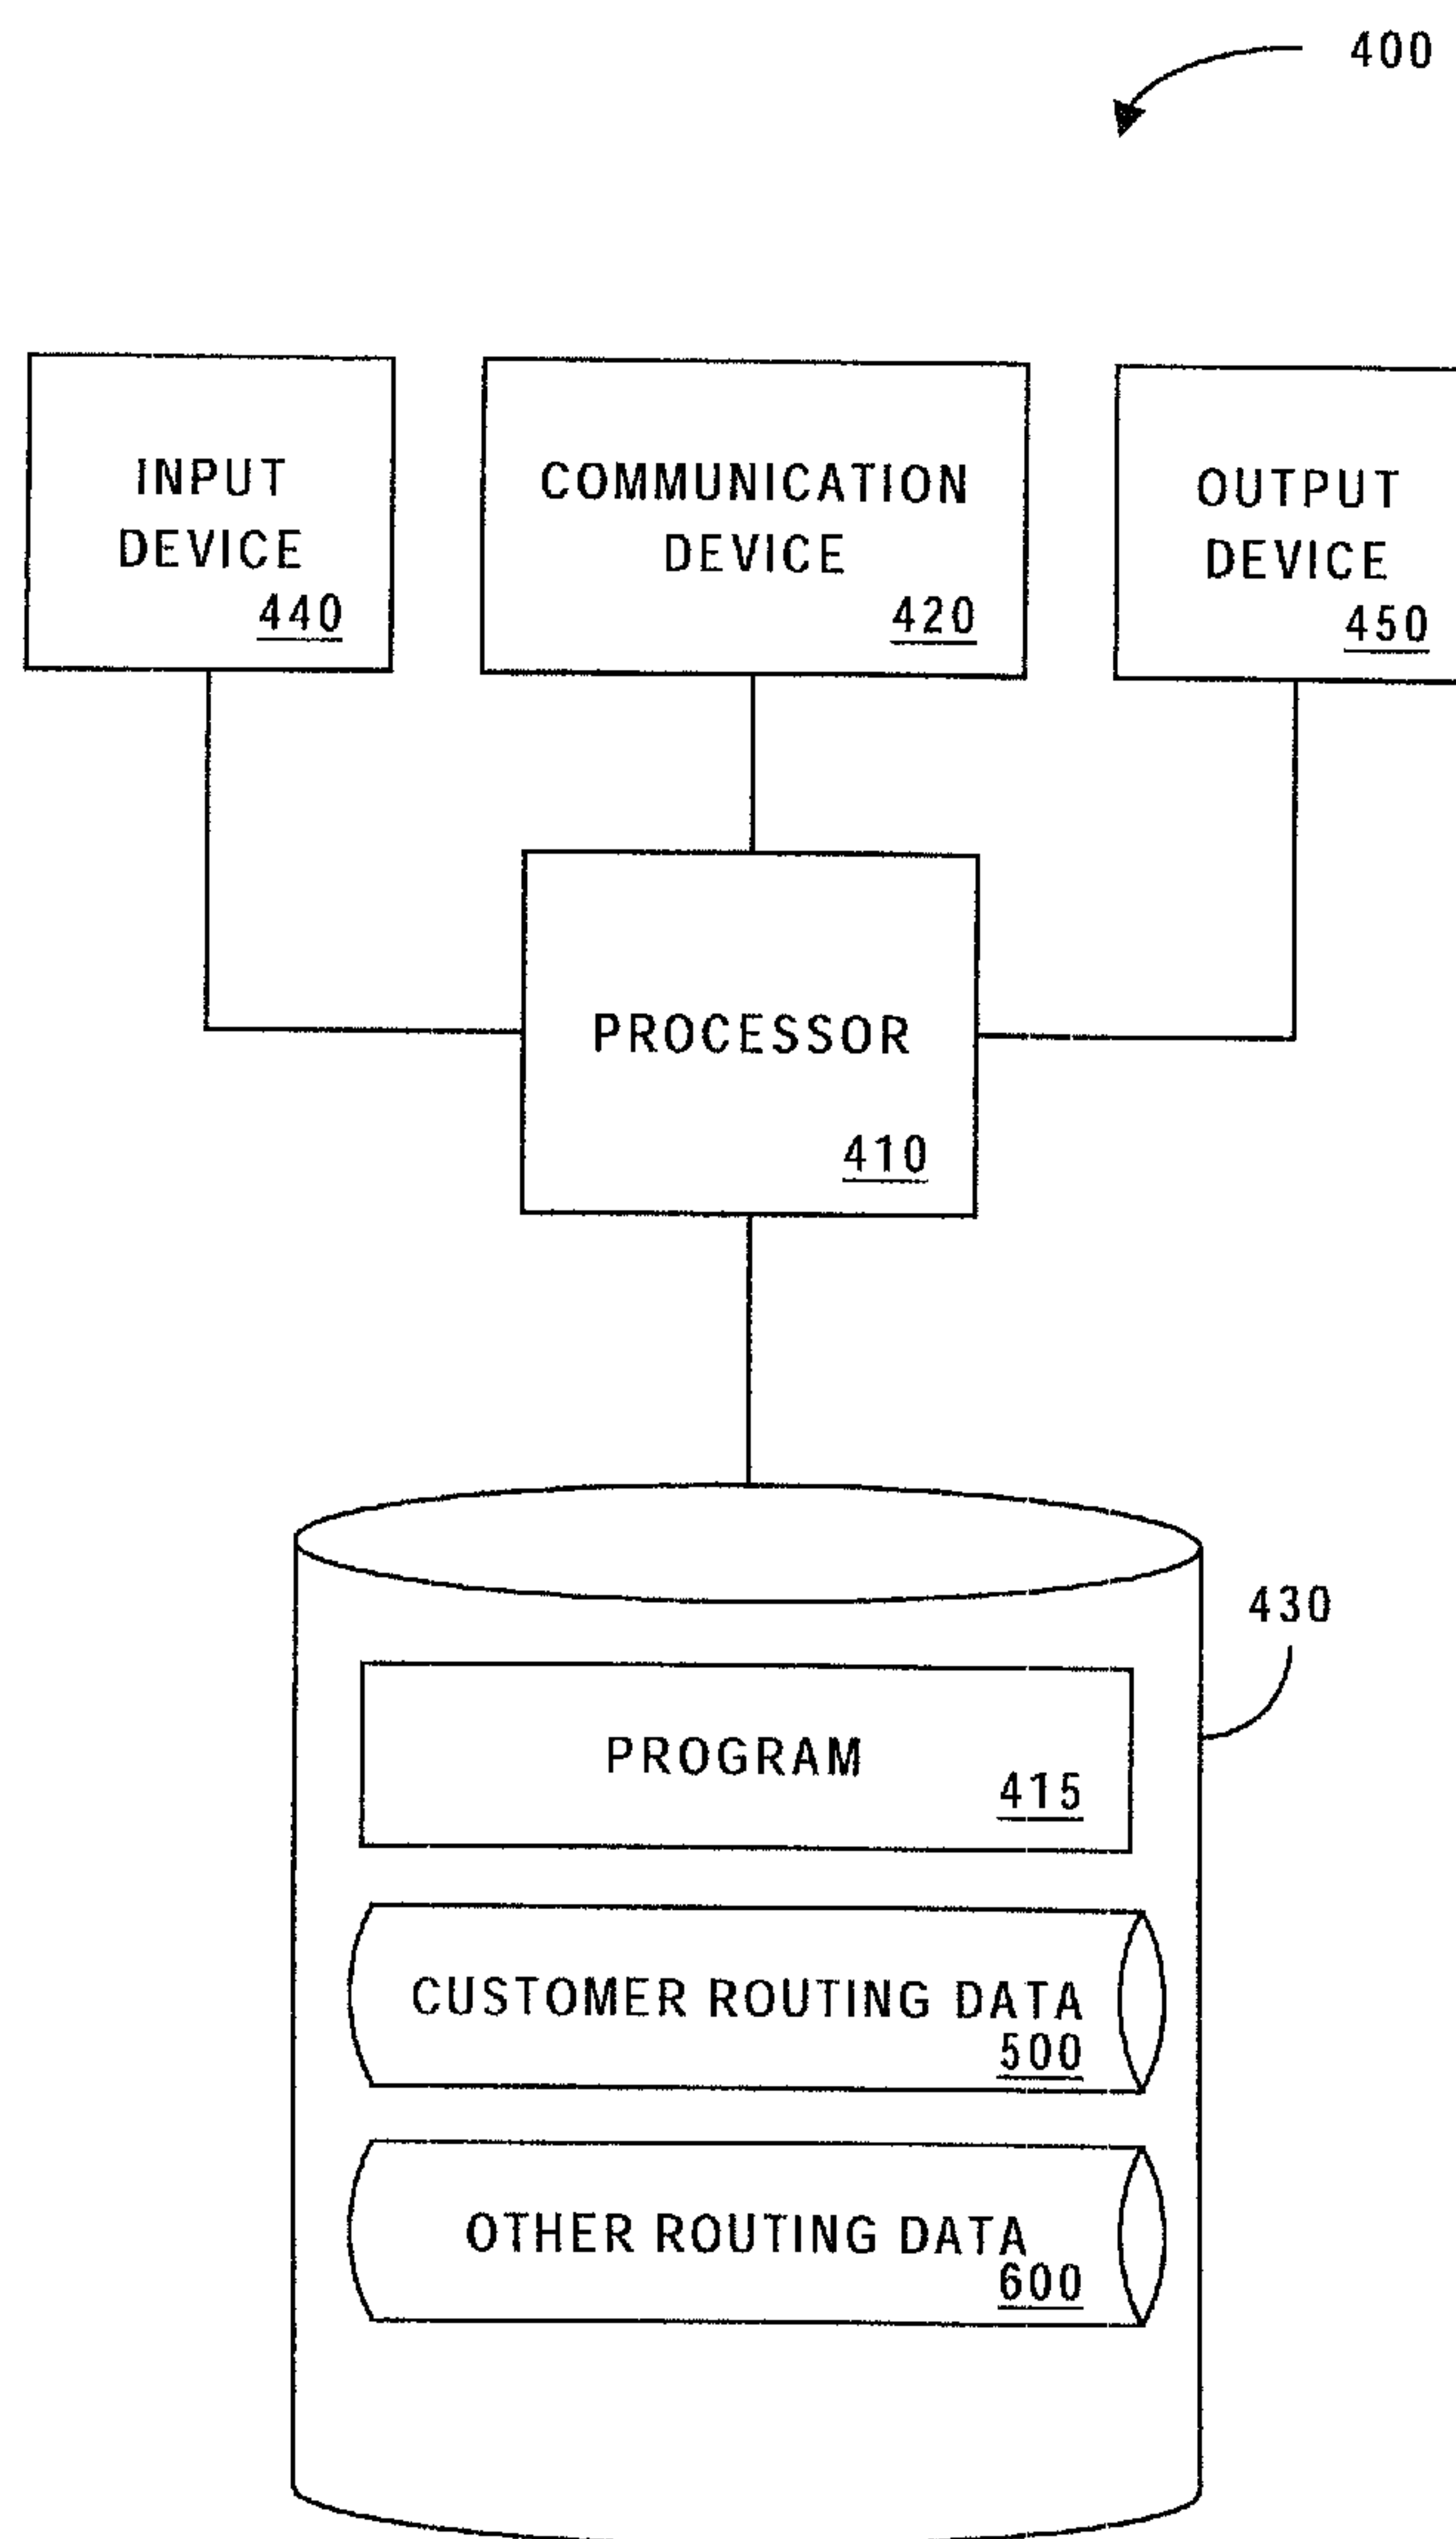 400
INPUT
DEVICE
440
COMMUNICATION
DEVICE
420
OUTPUT
DEVICE
450
PROCESSOR
410
430
PROGRAM
415
CUSTOMER ROUTING DATA
500
OTHER ROUTING DATA
600